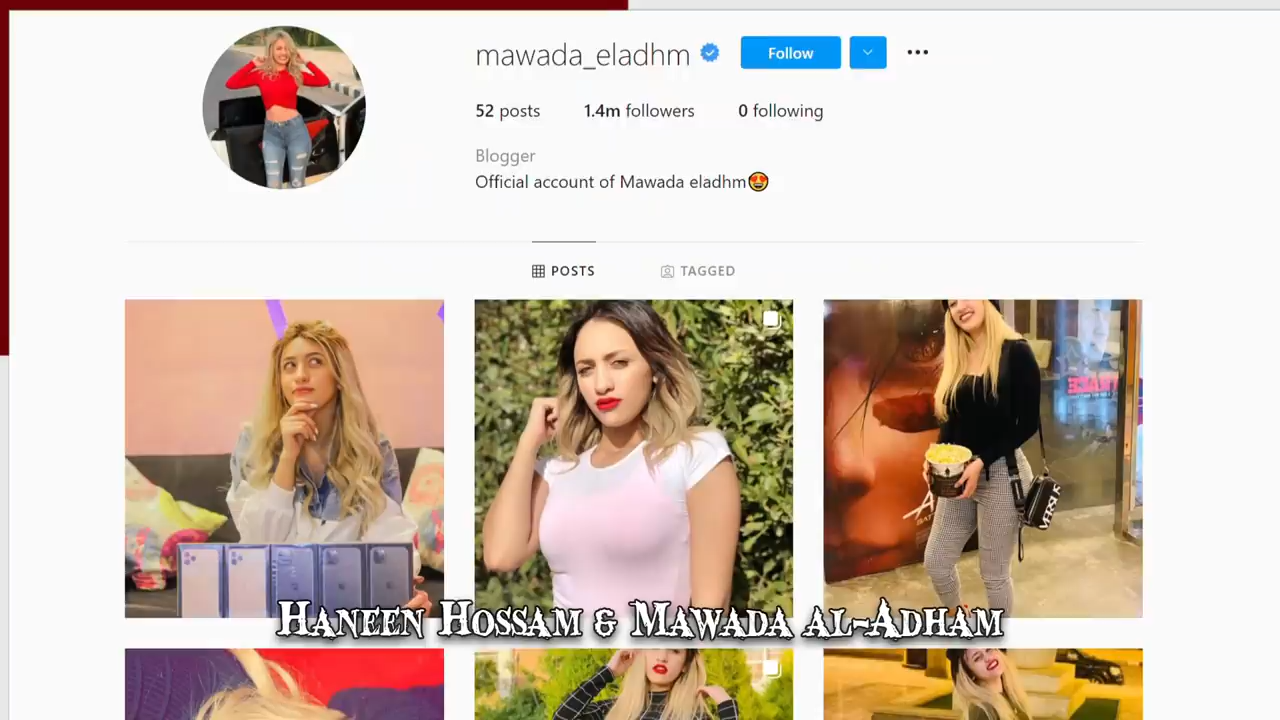 mawada_eladhm Follow
52 posts 1.4m followers 0 following
Blogger
Official account of Mawada eladhm😍
POSTS TAGGED
HANEEN HOSSAM & MAWADA AL-ADHAM